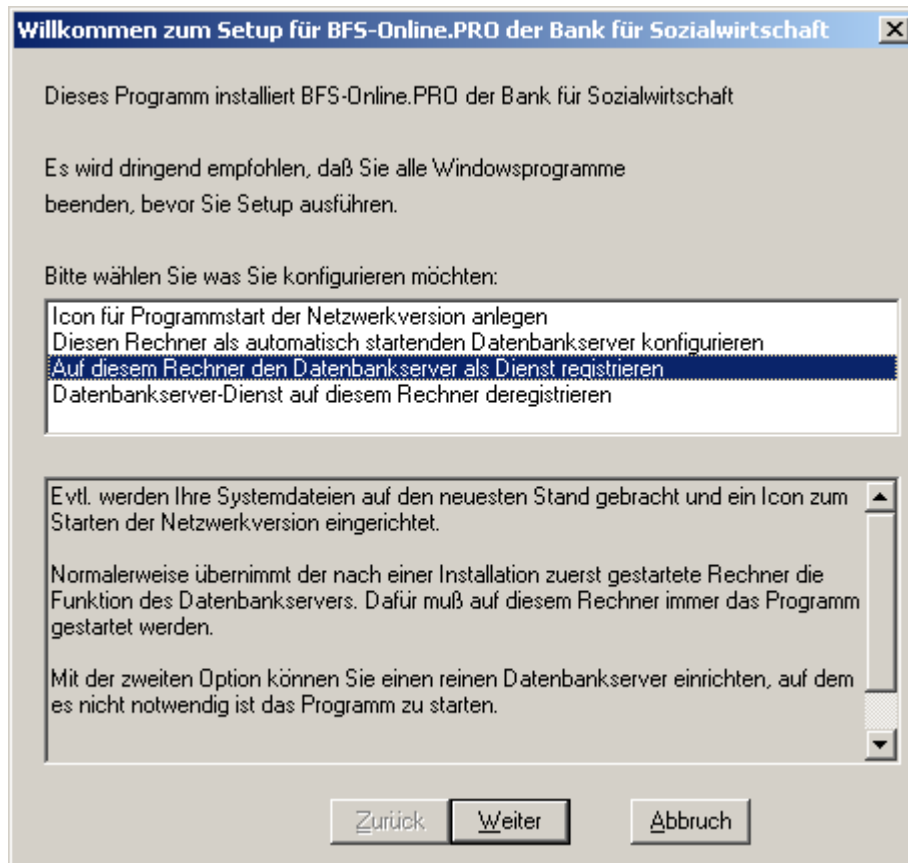 Willkommen zum Setup für BFS-Online.PRO der Bank für Sozialwirtschaft
Dieses Programm installiert BFS-Online.PRO der Bank für Sozialwirtschaft
Es wird dringend empfohlen, daß Sie alle Windowsprogramme
beenden, bevor Sie Setup ausführen.
Bitte wählen Sie was Sie konfigurieren möchten:
Icon für Programmstart der Netzwerkversion anlegen
Diesen Rechner als automatisch startenden Datenbankserver konfigurieren
Auf diesem Rechner den Datenbankserver als Dienst registrieren
Datenbankserver-Dienst auf diesem Rechner deregistrieren
Evtl. werden Ihre Systemdateien auf den neuesten Stand gebracht und ein Icon zum
Starten der Netzwerkversion eingerichtet.
Normalerweise übernimmt der nach einer Installation zuerst gestartete Rechner die
Funktion des Datenbankservers. Dafür muß auf diesem Rechner immer das Programm
gestartet werden.
Mit der zweiten Option können Sie einen reinen Datenbankserver einrichten, auf dem
es nicht notwendig ist das Programm zu starten.
Zurück Weiter Abbruch